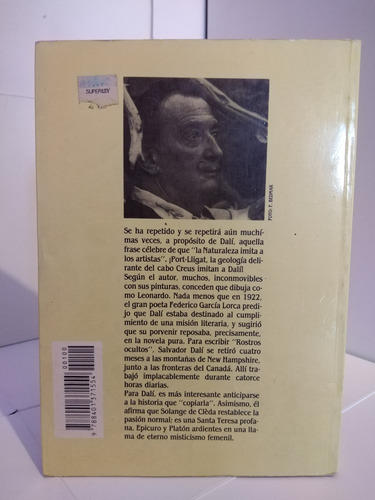 SUPERLEY
FOTO: T. BEDMAR
Se ha repetido y se repetirá aún muchí-
mas veces, a propósito de Dalí, aquella
frase célebre de que "la Naturaleza imita a
los artistas". ¡Port-Lligat, la geología deli-
rante del cabo Creus imitan a Dalí!
Según el autor, muchos, inconmovibles
con sus pinturas, conceden que dibuja co-
mo Leonardo. Nada menos que en 1922,
el gran poeta Federico García Lorca predi-
jo que Dalí estaba destinado al cumpli-
miento de una misión literaria, y sugirió
que su porvenir reposaba, precisamente,
en la novela pura. Para escribir "Rostros
ocultos", Salvador Dalí se retiró cuatro
meses a las montañas de New Hampshire,
junto a las fronteras del Canadá. Allí tra-
bajó implacablemente durante catorce
horas diarias.
Para Dalí, es más interesante anticiparse
a la historia que "copiarla". Asimismo, él
afirma que Solange de Clèda restablece la
pasión normal; es una Santa Teresa profa-
na, Epicuro y Platón ardientes en una lla-
ma de eterno misticismo femenil.
00100
9788401375354